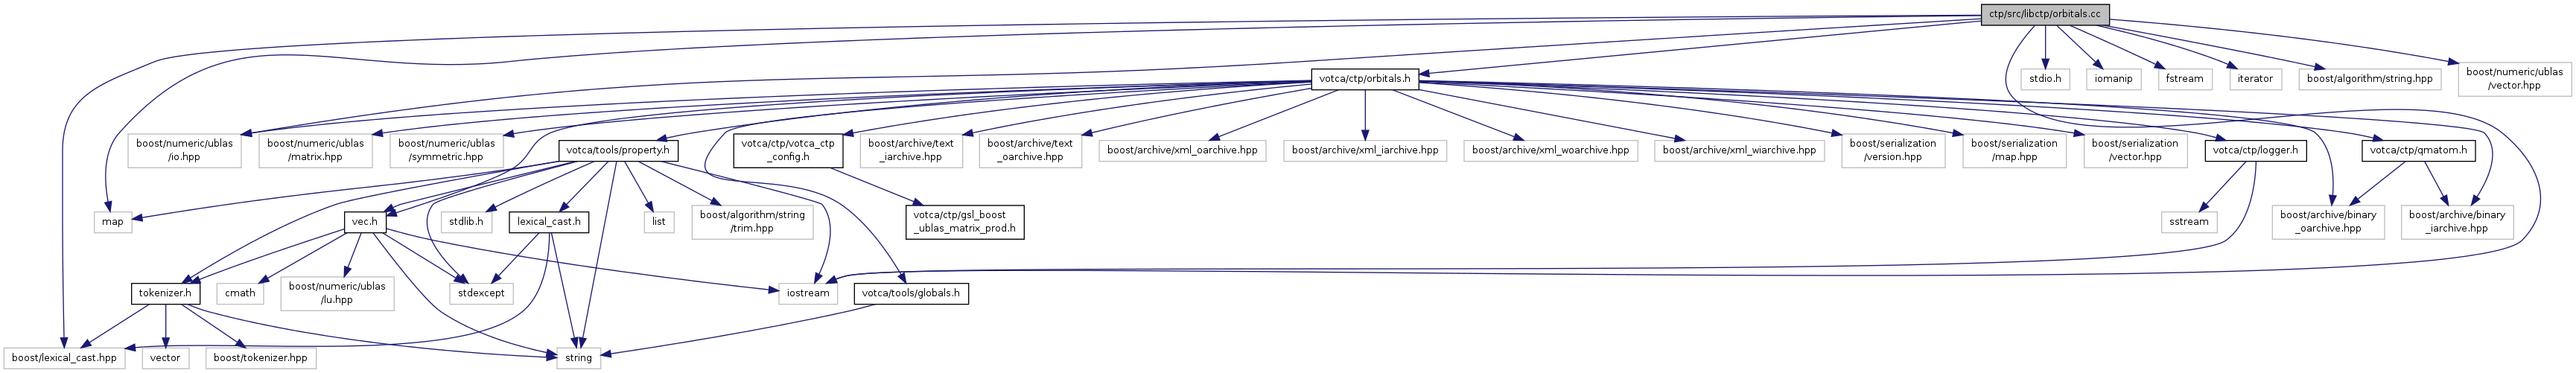 ctp/src/libctp/orbitals.cc
votca/ctp/orbitals.h
stdio.h
iomanip
fstream
iterator
boost/algorithm/string.hpp
boost/numeric/ublas
/vector.hpp
boost/numeric/ublas
/io.hpp
boost/numeric/ublas
/matrix.hpp
boost/numeric/ublas
/symmetric.hpp
votca/tools/property.h
votca/ctp/votca_ctp
_config.h
boost/archive/text
_iarchive.hpp
boost/archive/text
_oarchive.hpp
boost/archive/xml_oarchive.hpp
boost/archive/xml_iarchive.hpp
boost/archive/xml_woarchive.hpp
boost/archive/xml_wiarchive.hpp
boost/serialization
/version.hpp
boost/serialization
/map.hpp
boost/serialization
/vector.hpp
votca/ctp/logger.h
votca/ctp/qmatom.h
map
vec.h
stdlib.h
lexical_cast.h
list
boost/algorithm/string
/trim.hpp
votca/ctp/gsl_boost
_ublas_matrix_prod.h
sstream
boost/archive/binary
_oarchive.hpp
boost/archive/binary
_iarchive.hpp
tokenizer.h
cmath
boost/numeric/ublas
/lu.hpp
stdexcept
iostream
votca/tools/globals.h
boost/lexical_cast.hpp
vector
boost/tokenizer.hpp
string